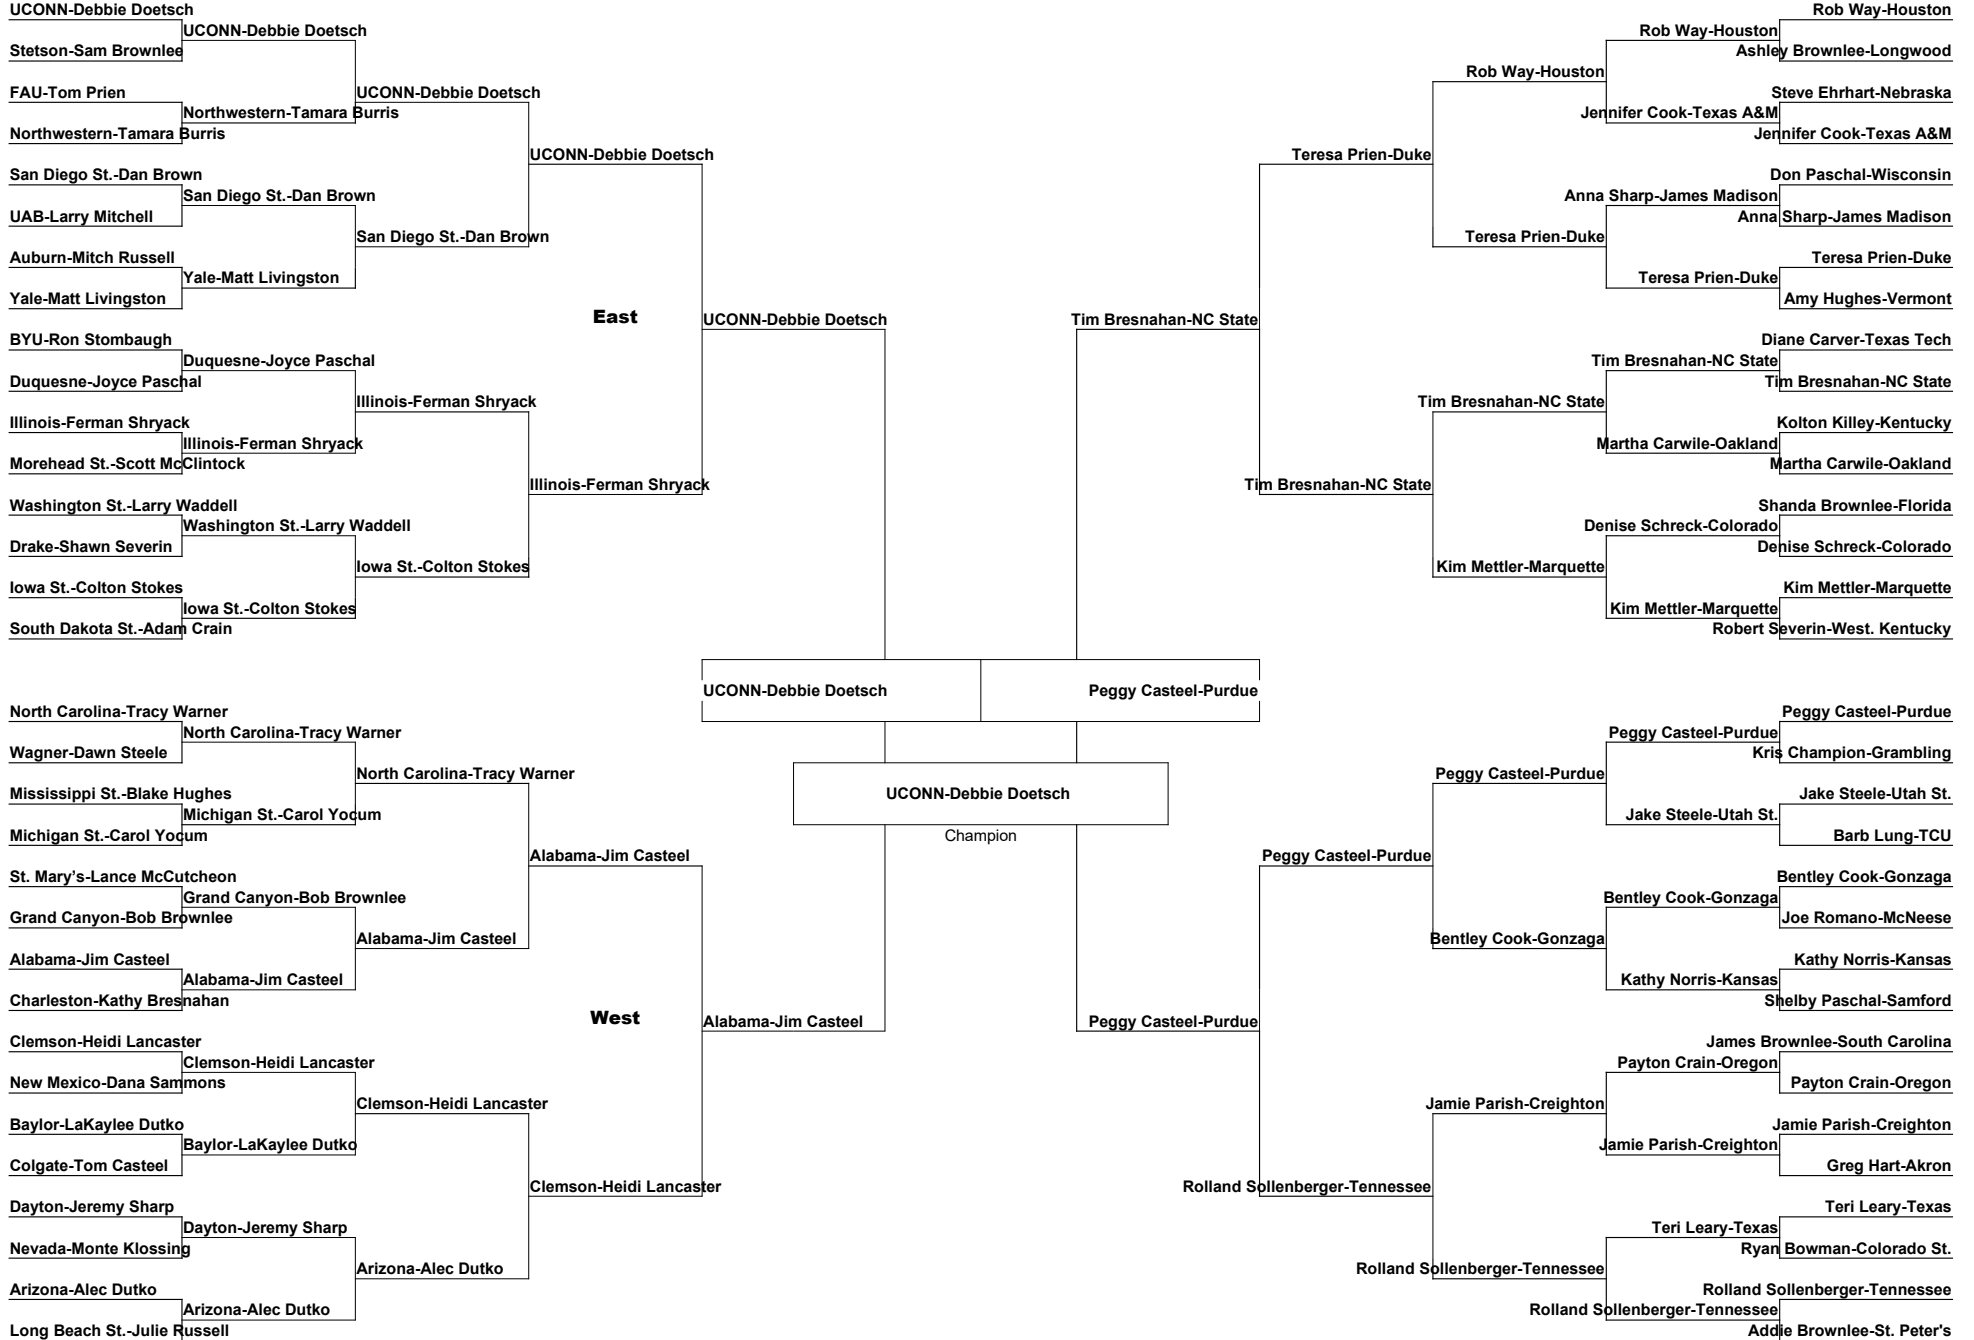 UCONN-Debbie Doetsch
Stetson-Sam Brownlee
FAU-Tom Prien
Northwestern-Tamara Burris
San Diego St.-Dan Brown
UAB-Larry Mitchell
Auburn-Mitch Russell
Yale-Matt Livingston
BYU-Ron Stombaugh
Duquesne-Joyce Paschal
Illinois-Ferman Shryack
Morehead St.-Scott McClintock
Washington St.-Larry Waddell
Drake-Shawn Severin
Iowa St.-Colton Stokes
South Dakota St.-Adam Crain
UCONN-Debbie Doetsch
Northwestern-Tamara Burris
San Diego St.-Dan Brown
Yale-Matt Livingston
Duquesne-Joyce Paschal
Illinois-Ferman Shryack
Washington St.-Larry Waddell
Iowa St.-Colton Stokes
UCONN-Debbie Doetsch
San Diego St.-Dan Brown
Illinois-Ferman Shryack
Iowa St.-Colton Stokes
UCONN-Debbie Doetsch
Illinois-Ferman Shryack
East
UCONN-Debbie Doetsch
North Carolina-Tracy Warner
Wagner-Dawn Steele
Mississippi St.-Blake Hughes
Michigan St.-Carol Yocum
St. Mary’s-Lance McCutcheon
Grand Canyon-Bob Brownlee
Alabama-Jim Casteel
Charleston-Kathy Bresnahan
Clemson-Heidi Lancaster
New Mexico-Dana Sammons
Baylor-LaKaylee Dutko
Colgate-Tom Casteel
Dayton-Jeremy Sharp
Nevada-Monte Klossing
Arizona-Alec Dutko
Long Beach St.-Julie Russell
North Carolina-Tracy Warner
Michigan St.-Carol Yocum
Grand Canyon-Bob Brownlee
Alabama-Jim Casteel
Clemson-Heidi Lancaster
Baylor-LaKaylee Dutko
Dayton-Jeremy Sharp
Arizona-Alec Dutko
North Carolina-Tracy Warner
Alabama-Jim Casteel
Clemson-Heidi Lancaster
Arizona-Alec Dutko
Alabama-Jim Casteel
Clemson-Heidi Lancaster
West
Alabama-Jim Casteel
UCONN-Debbie Doetsch
Peggy Casteel-Purdue
UCONN-Debbie Doetsch
Champion
Tim Bresnahan-NC State
Teresa Prien-Duke
Tim Bresnahan-NC State
Rob Way-Houston
Teresa Prien-Duke
Tim Bresnahan-NC State
Kim Mettler-Marquette
Rob Way-Houston
Jennifer Cook-Texas A&M
Anna Sharp-James Madison
Teresa Prien-Duke
Tim Bresnahan-NC State
Martha Carwile-Oakland
Denise Schreck-Colorado
Kim Mettler-Marquette
Rob Way-Houston
Ashley Brownlee-Longwood
Steve Ehrhart-Nebraska
Jennifer Cook-Texas A&M
Don Paschal-Wisconsin
Anna Sharp-James Madison
Teresa Prien-Duke
Amy Hughes-Vermont
Diane Carver-Texas Tech
Tim Bresnahan-NC State
Kolton Killey-Kentucky
Martha Carwile-Oakland
Shanda Brownlee-Florida
Denise Schreck-Colorado
Kim Mettler-Marquette
Robert Severin-West. Kentucky
Peggy Casteel-Purdue
Peggy Casteel-Purdue
Rolland Sollenberger-Tennessee
Peggy Casteel-Purdue
Bentley Cook-Gonzaga
Jamie Parish-Creighton
Rolland Sollenberger-Tennessee
Peggy Casteel-Purdue
Jake Steele-Utah St.
Bentley Cook-Gonzaga
Kathy Norris-Kansas
Payton Crain-Oregon
Jamie Parish-Creighton
Teri Leary-Texas
Rolland Sollenberger-Tennessee
Peggy Casteel-Purdue
Kris Champion-Grambling
Jake Steele-Utah St.
Barb Lung-TCU
Bentley Cook-Gonzaga
Joe Romano-McNeese
Kathy Norris-Kansas
Shelby Paschal-Samford
James Brownlee-South Carolina
Payton Crain-Oregon
Jamie Parish-Creighton
Greg Hart-Akron
Teri Leary-Texas
Ryan Bowman-Colorado St.
Rolland Sollenberger-Tennessee
Addie Brownlee-St. Peter's